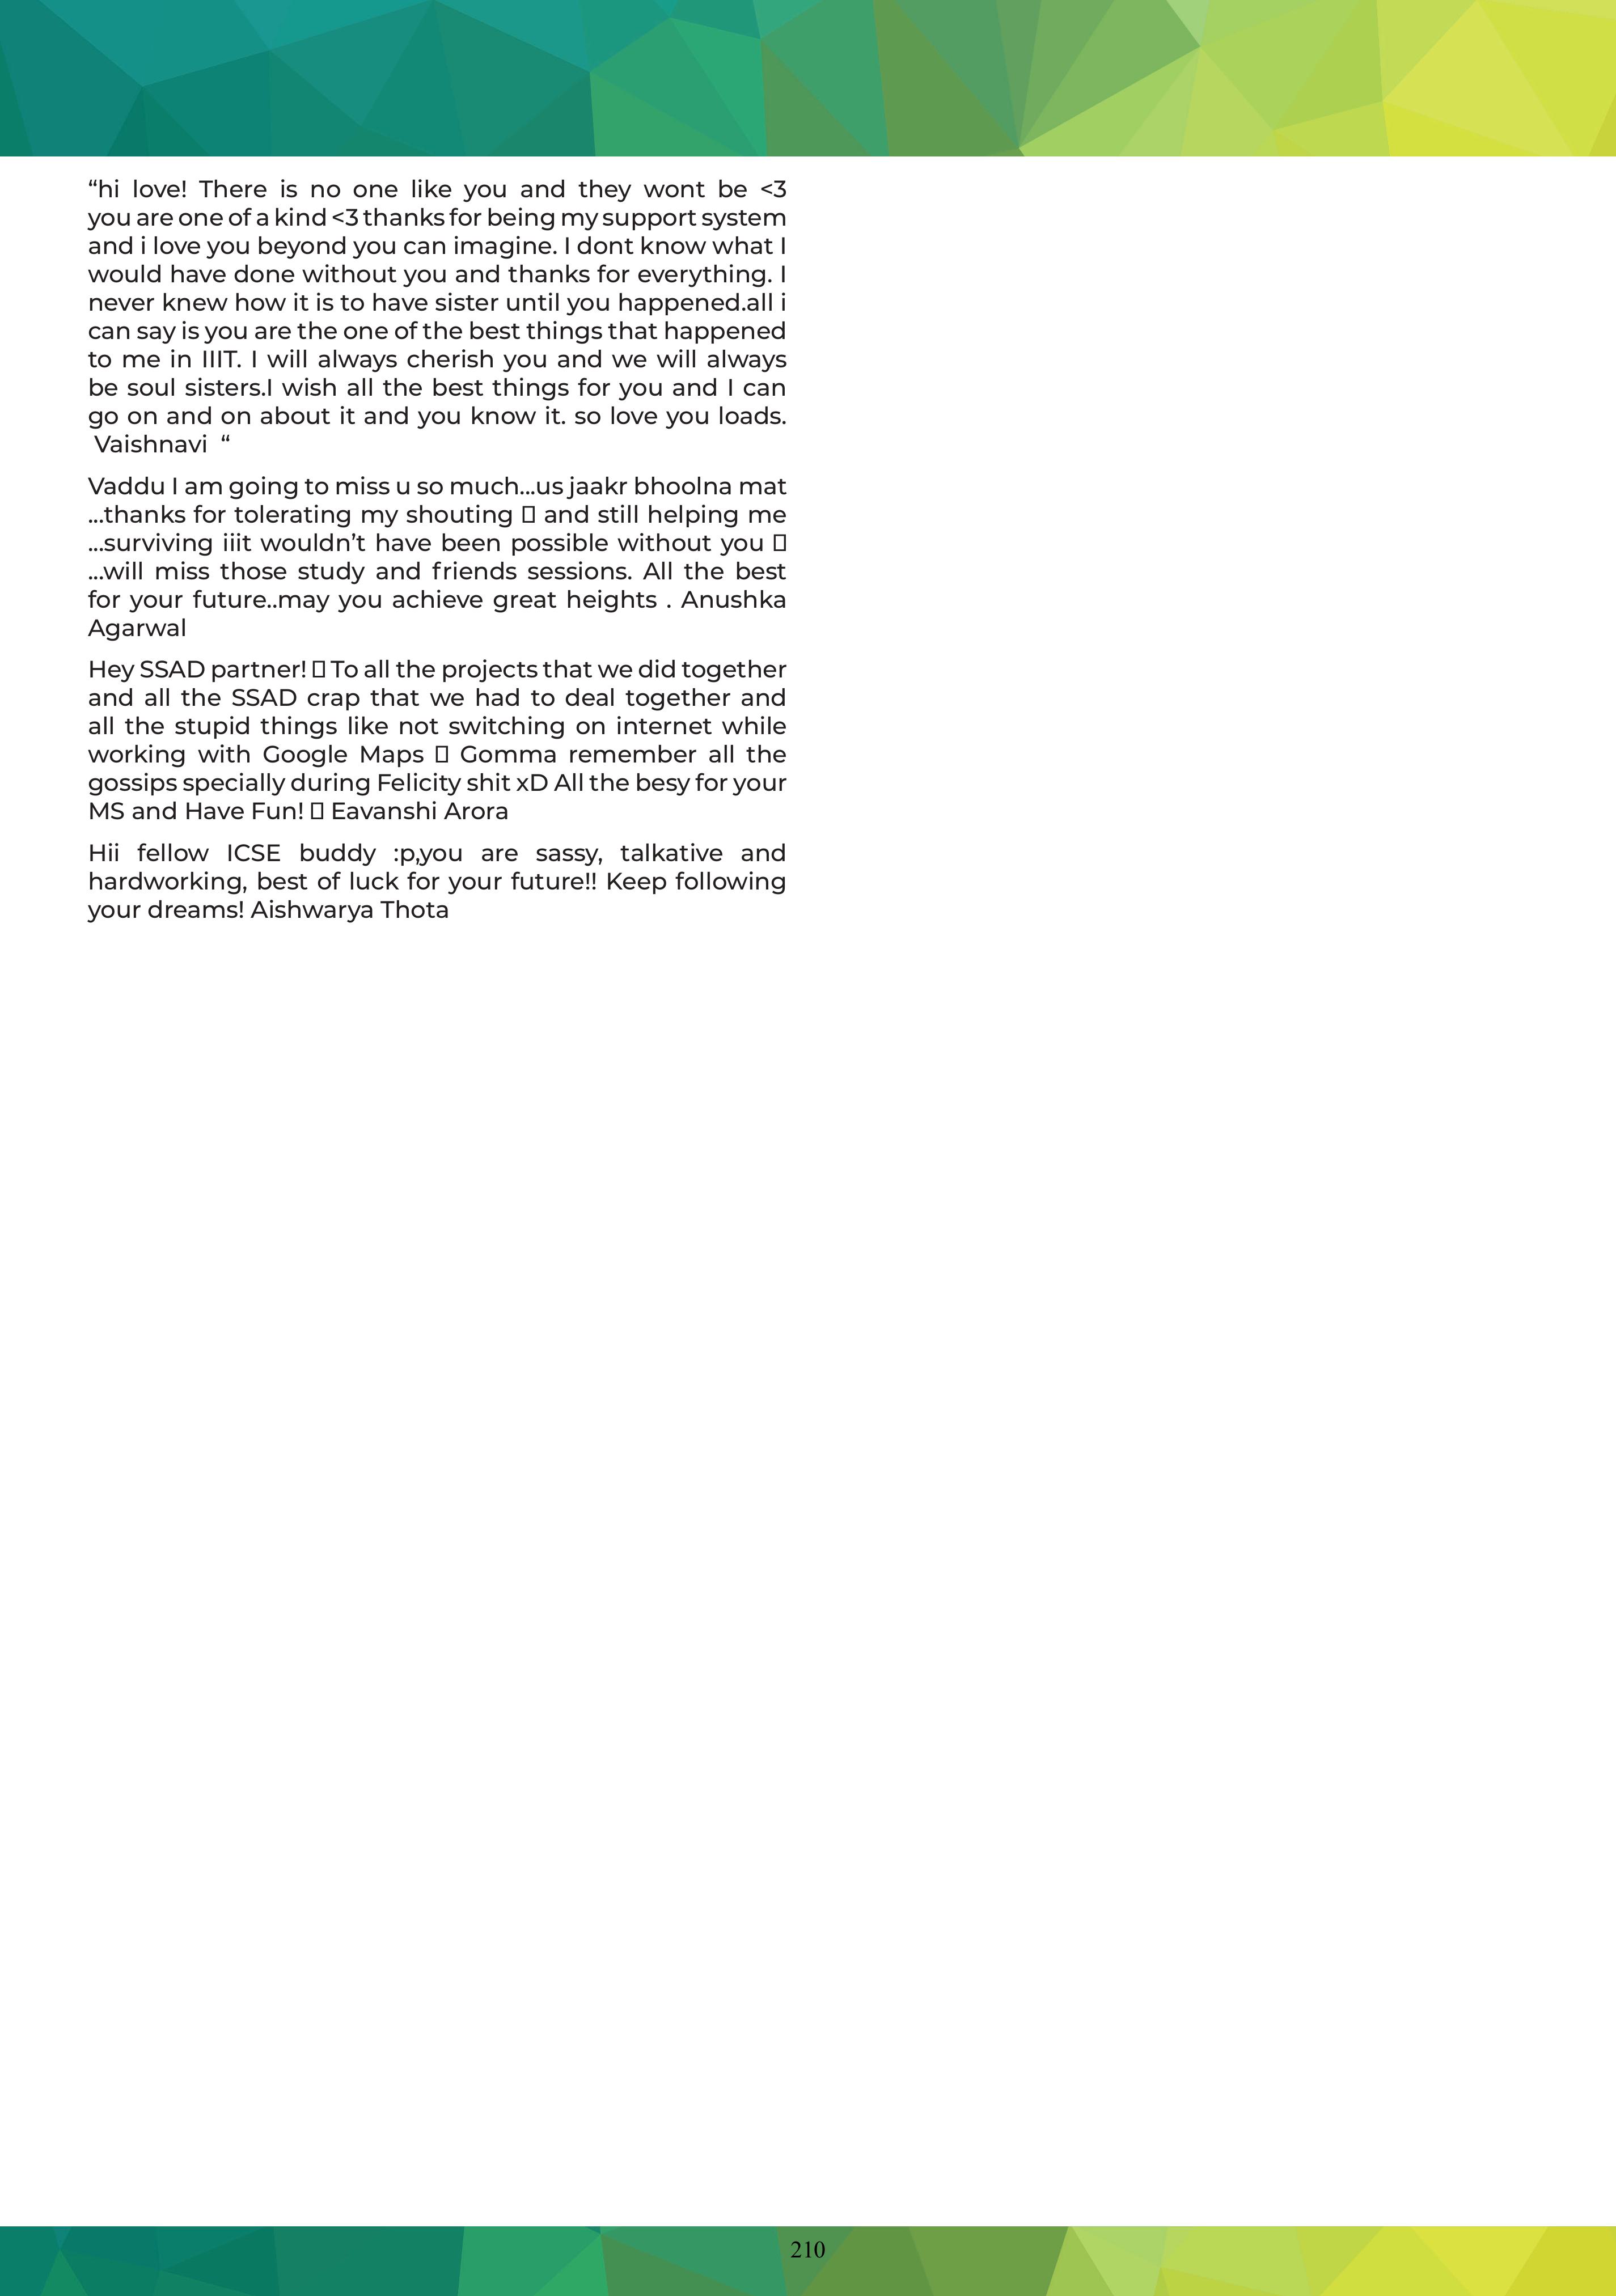 “hi love! There is no one like you and they wont be <3
you are one of a kind <3 thanks for being my support system
and i love you beyond you can imagine. I dont know what I
would have done without you and thanks for everything. I
never knew how it is to have sister until you happened.all i
can say is you are the one of the best things that happened
to me in IIIT. I will always cherish you and we will always
be soul sisters.I wish all the best things for you and I can
go on and on about it and you know it. so love you loads.
Vaishnavi “
Vaddu I am going to miss u so much...us jaakr bhoolna mat
...thanks for tolerating my shouting ▯ and still helping me
...surviving iiit wouldn’t have been possible without you ▯
...will miss those study and friends sessions. All the best
for your future..may you achieve great heights . Anushka
Agarwal
Hey SSAD partner! ▯ To all the projects that we did together
and all the SSAD crap that we had to deal together and
all the stupid things like not switching on internet while
working with Google Maps ▯ Gomma remember all the
gossips specially during Felicity shit xD All the besy for your
MS and Have Fun! ▯ Eavanshi Arora
Hii fellow ICSE buddy :p,you are sassy, talkative and
hardworking, best of luck for your future!! Keep following
your dreams! Aishwarya Thota
210